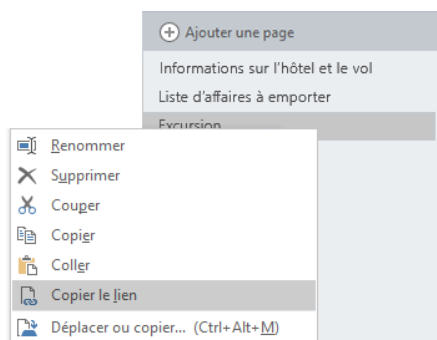 Ajouter une page
Informations sur l'hôtel et le vol
Liste d'affaires à emporter
Excursion
Renommer
Supprimer
Couper
Copier
Coller
Copier le lien
Déplacer ou copier... (Ctrl+Alt+M)